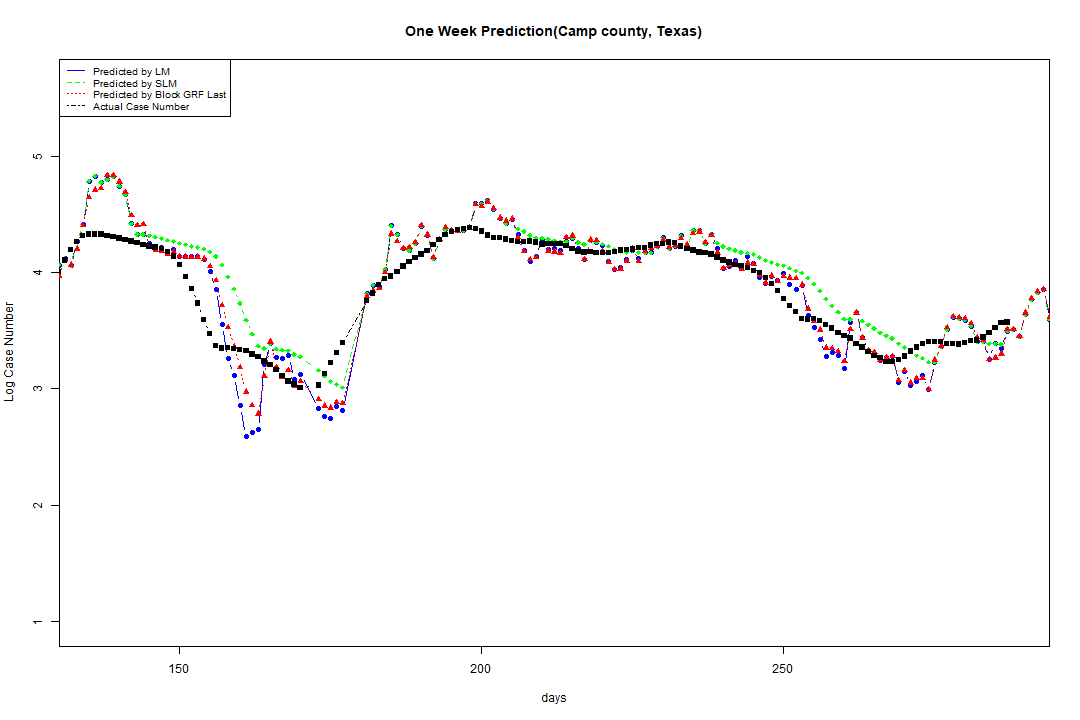 One Week Prediction(Camp county, Texas)
Predicted by LM
Predicted by SLM
Predicted by Block GRF Last
Actual Case Number
5
4
3
2
1
Log Case Number
150
200
250
days